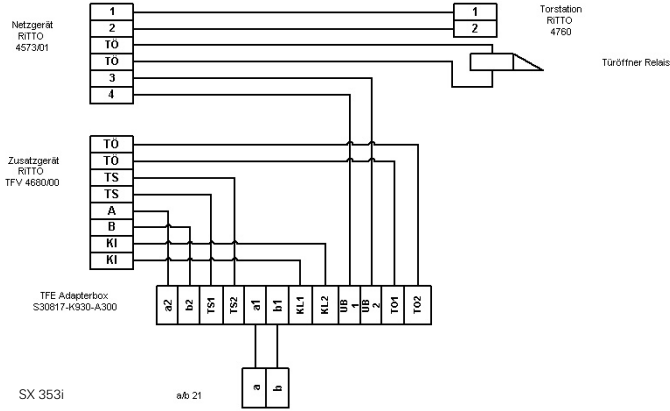 Netzgerät
RiTTO
4573/01
1
2
TÖ
TÖ
3
4
1
2
Torstation
RiTTO
4760
Türöffner Relais
Zusatzgerät
RiTTO
TFV 4680/00
TÖ
TÖ
TS
TS
A
B
KI
KI
TFE Adapterbox
S30817-K930-A300
a2
b2
TS1
TS2
a1
b1
KL1
KL2
UB
1
UB
2
TO1
TO2
a
b
SX 353i
a/b 21